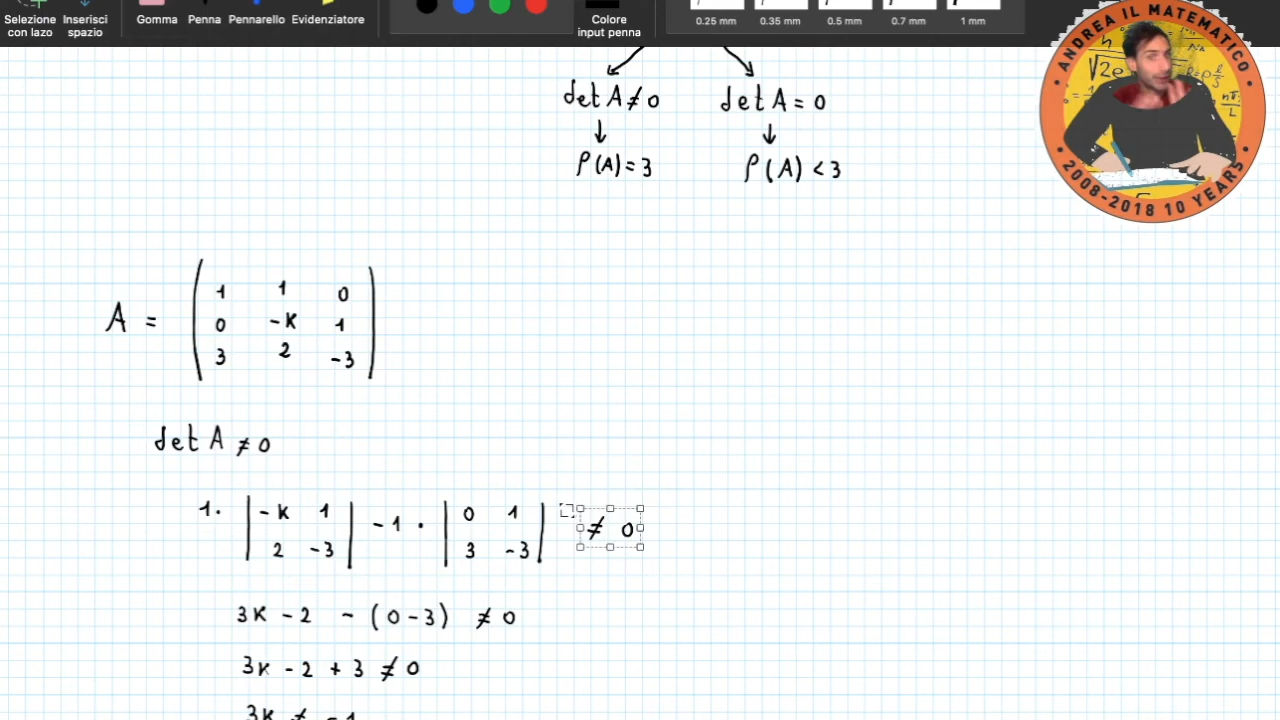 Selezione con lazo
Inserisci spazio
Gomma
Penna
Pennarello
Evidenziatore
Colore input penna
0.25 mm
0.35 mm
0.5 mm
0.7 mm
1 mm
ANDREA IL MATEMATICO
2008-2018 10 YEARS
det A ≠ 0
det A = 0
↓
↓
ρ(A) = 3
ρ(A) < 3
1 1 0
A = 0 -K 1
3 2 -3
det A ≠ 0
1· | -K 1 | -1 · | 0 1 | ≠ 0
| 2 -3 | | 3 -3 |
3K - 2 - (0 - 3) ≠ 0
3K - 2 + 3 ≠ 0
3K ≠ -1